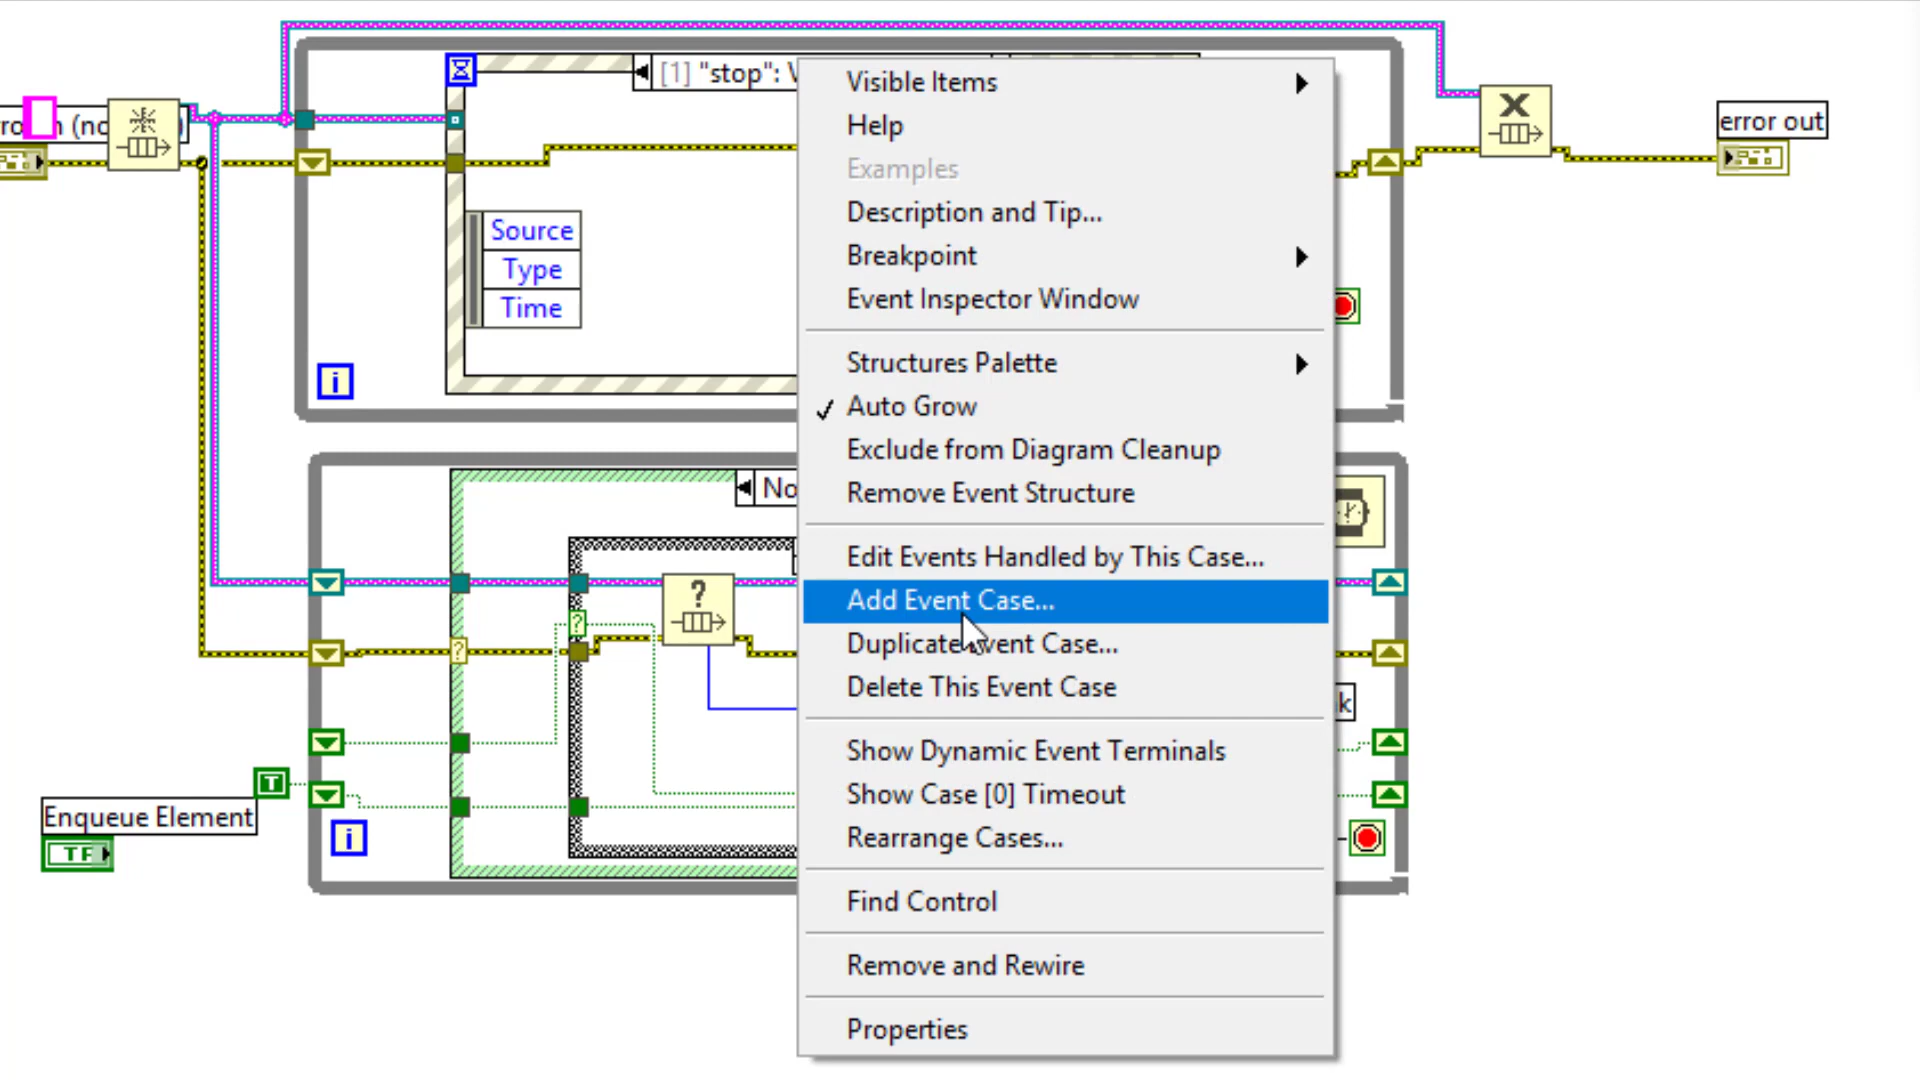 [1] "stop": V
error out
Source
Type
Time
i
No
Enqueue Element
T
TF
i
k
Visible Items
Help
Examples
Description and Tip...
Breakpoint
Event Inspector Window
Structures Palette
Auto Grow
Exclude from Diagram Cleanup
Remove Event Structure
Edit Events Handled by This Case...
Add Event Case...
Duplicate Event Case...
Delete This Event Case
Show Dynamic Event Terminals
Show Case [0] Timeout
Rearrange Cases...
Find Control
Remove and Rewire
Properties